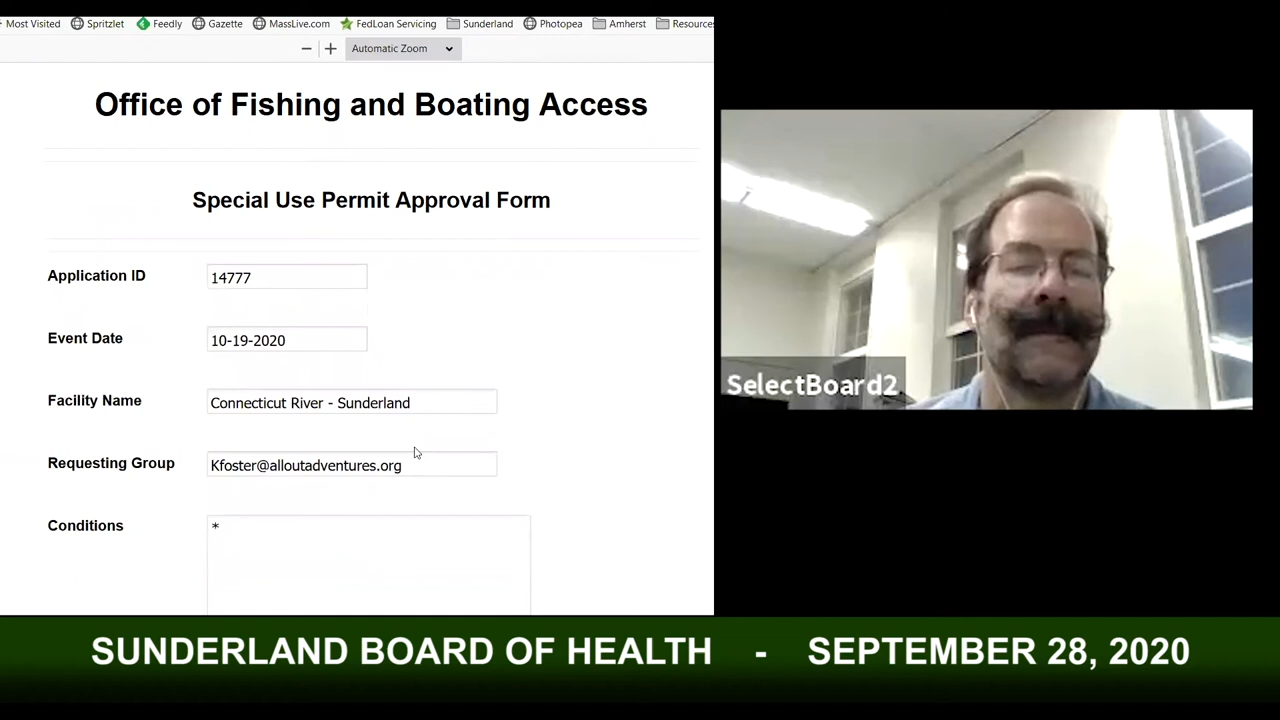 Most Visited Spritzlet Feedly Gazette MassLive.com FedLoan Servicing Sunderland Photopea Amherst Resources
− + Automatic Zoom
Office of Fishing and Boating Access
Special Use Permit Approval Form
Application ID 14777
Event Date 10-19-2020
Facility Name Connecticut River - Sunderland
Requesting Group Kfoster@alloutadventures.org
Conditions *
SelectBoard2
SUNDERLAND BOARD OF HEALTH - SEPTEMBER 28, 2020